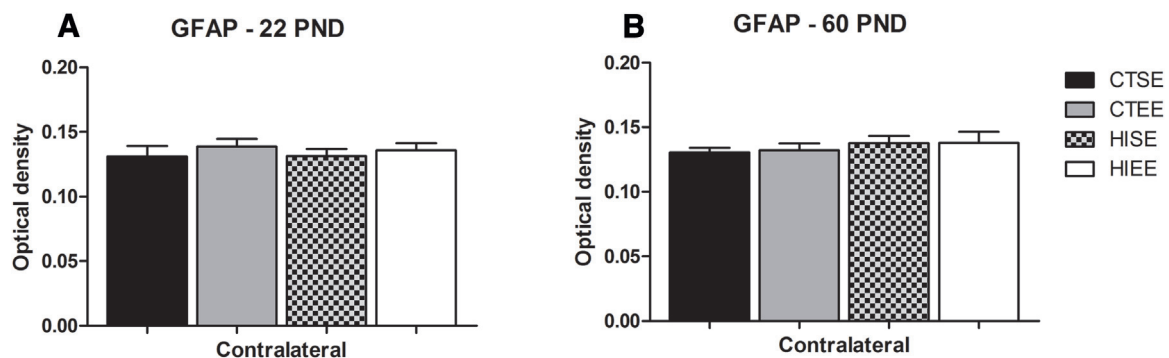 A
GFAP - 22 PND
Optical density
0.20
0.15
0.10
0.05
0.00
Contralateral
B
GFAP - 60 PND
Optical density
0.20
0.15
0.10
0.05
0.00
Contralateral
CTSE
CTEE
HISE
HIEE